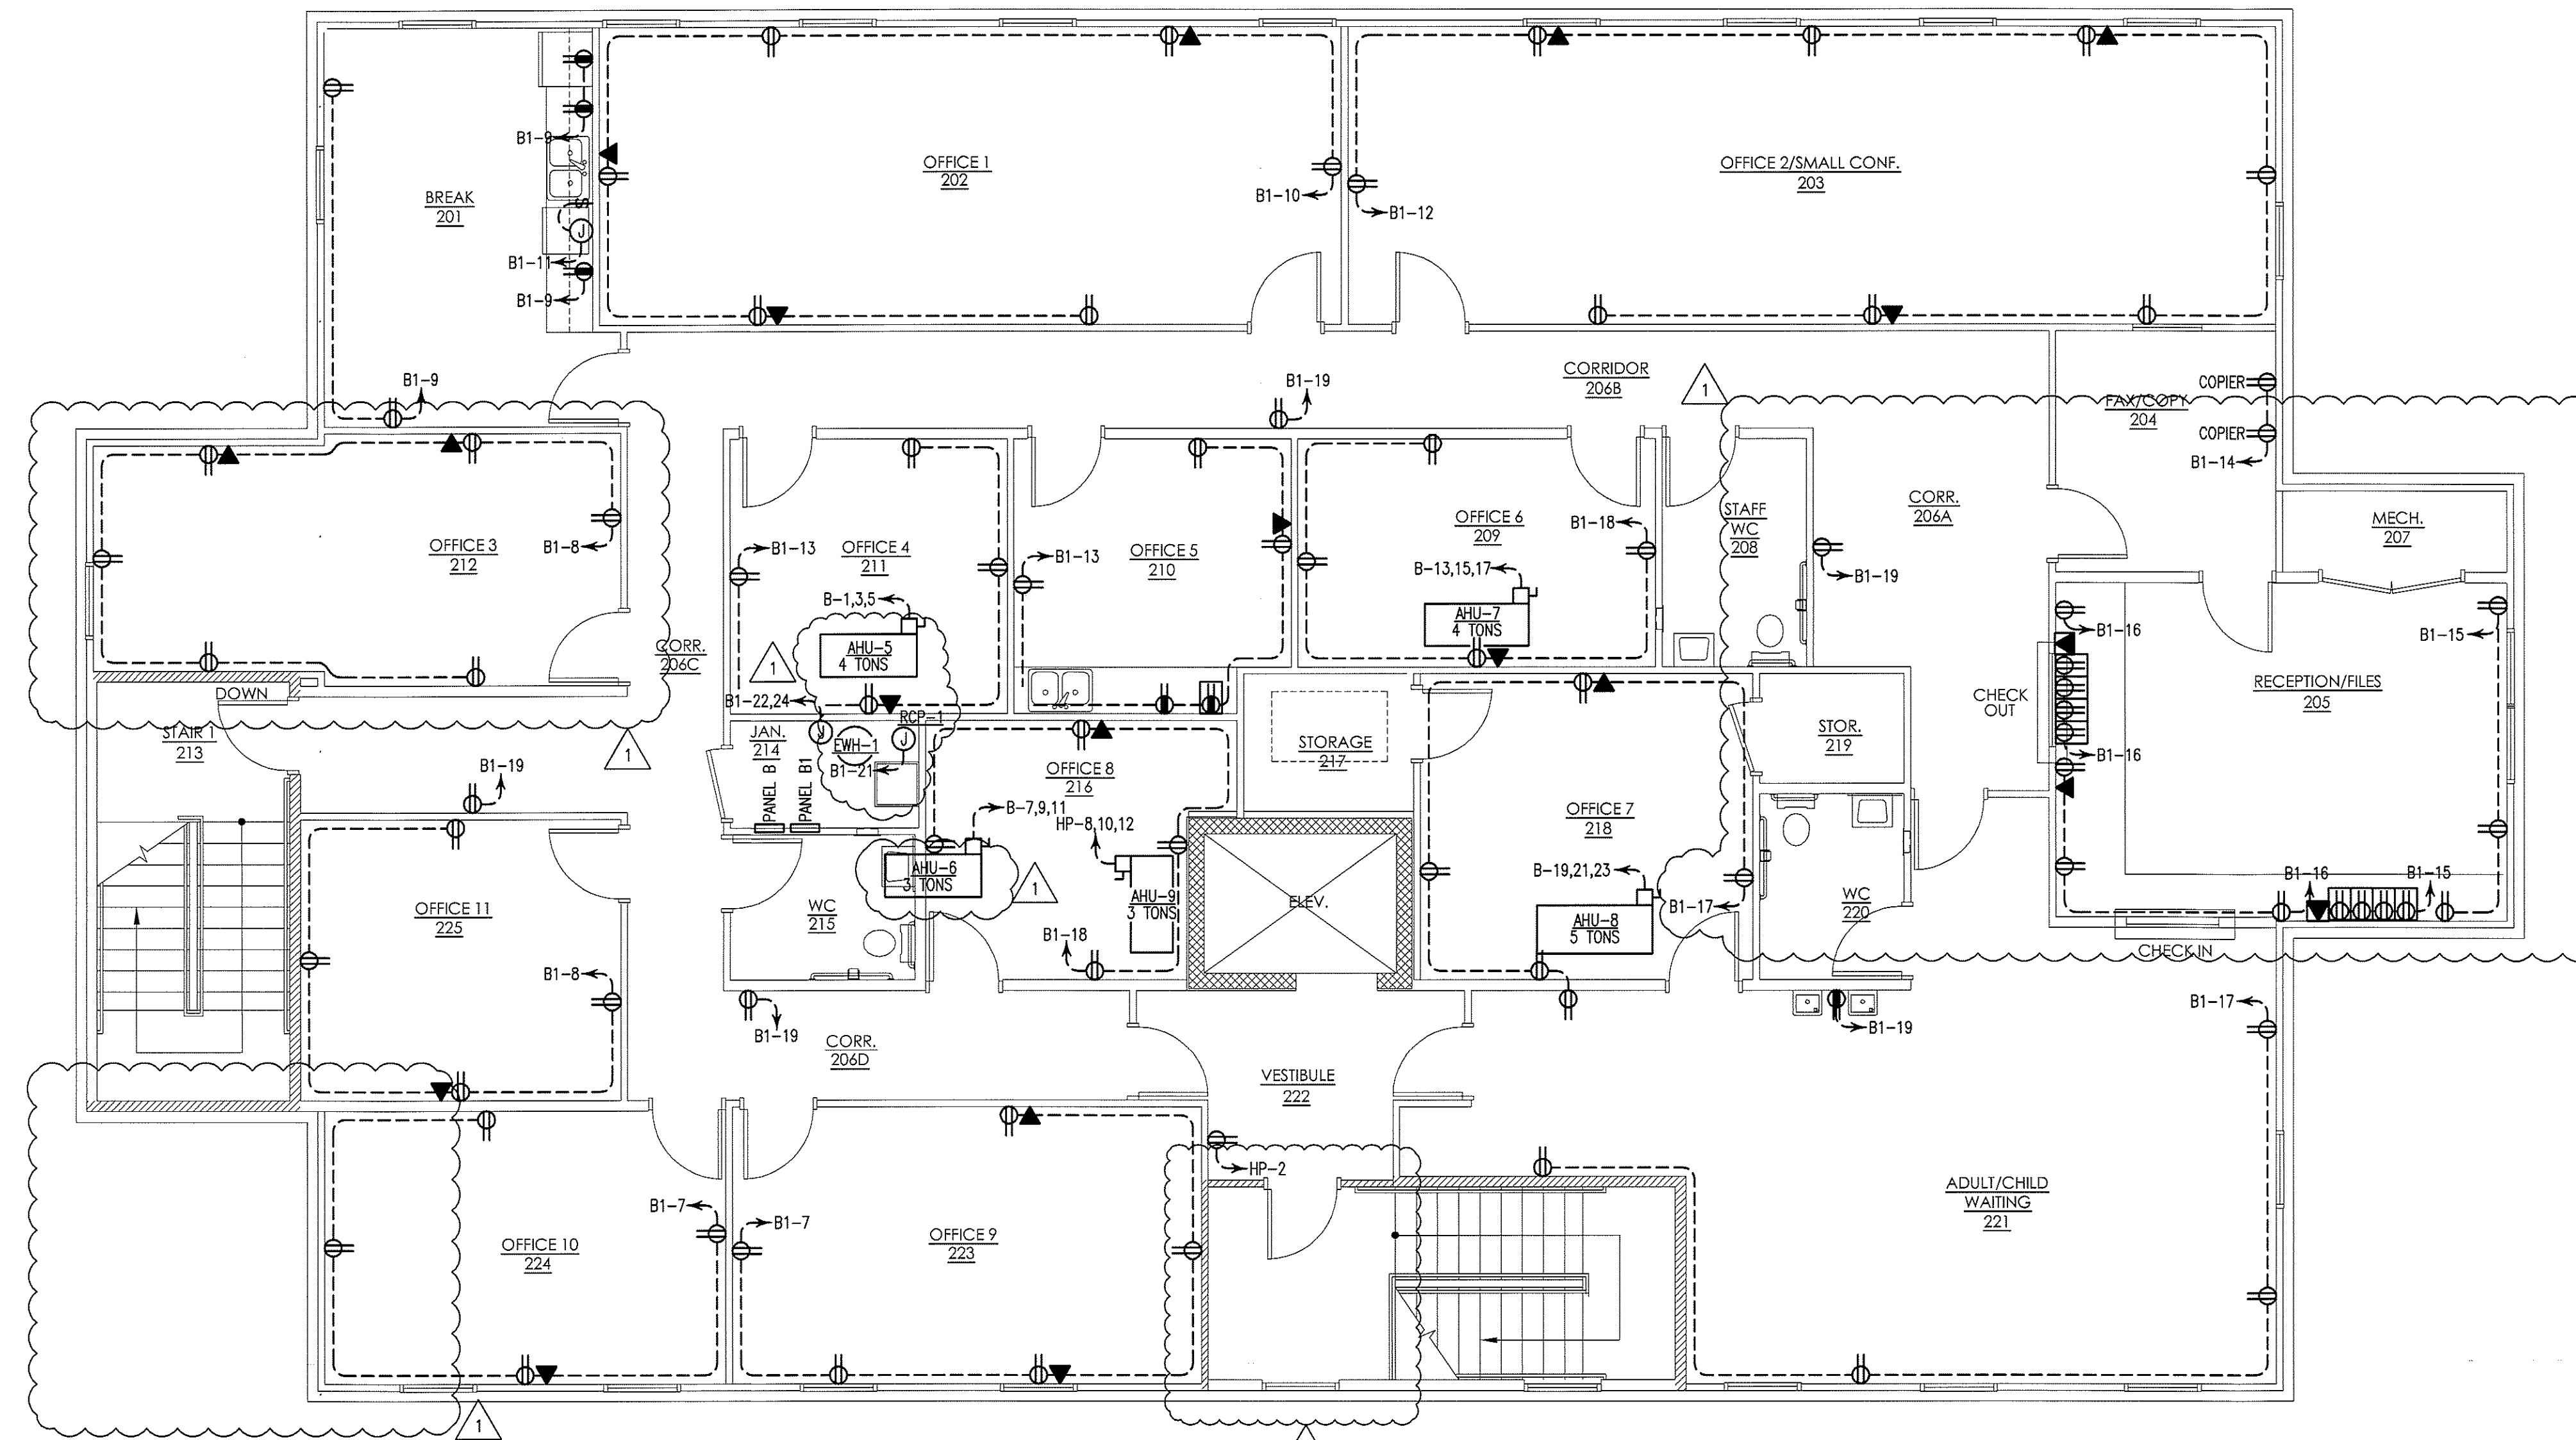 OFFICE 1
202
OFFICE 2/SMALL CONF.
203
BREAK
201
B1-9
B1-10
B1-12
S
J
B1-11
B1-9
B1-9
B1-19
CORRIDOR
206B
1
COPIER
FAX/COPY
204
COPIER
B1-14
OFFICE 3
212
B1-8
B1-13
OFFICE 4
211
B1-13
OFFICE 5
210
OFFICE 6
209
B1-18
STAFF
WC
208
CORR.
206A
B1-19
MECH.
207
B-1,3,5
AHU-5
4 TONS
B-13,15,17
AHU-7
4 TONS
B1-16
B1-15
CORR.
206C
1
DOWN
B1-22,24
RCP-1
STAIR 1
213
JAN.
214
J
EWH-1
J
B1-21
PANEL B
PANEL B1
OFFICE 8
216
STORAGE
217
STOR.
219
CHECK
OUT
RECEPTION/FILES
205
B1-16
1
B1-19
B-7,9,11
HP-8,10,12
OFFICE 7
218
AHU-6
3 TONS
1
AHU-9
3 TONS
ELEV.
B-19,21,23
AHU-8
5 TONS
B1-17
WC
220
B1-16
B1-15
CHECK IN
OFFICE 11
225
B1-8
WC
215
B1-18
B1-19
CORR.
206D
B1-19
B1-17
VESTIBULE
222
HP-2
ADULT/CHILD
WAITING
221
B1-7
B1-7
OFFICE 10
224
OFFICE 9
223
1